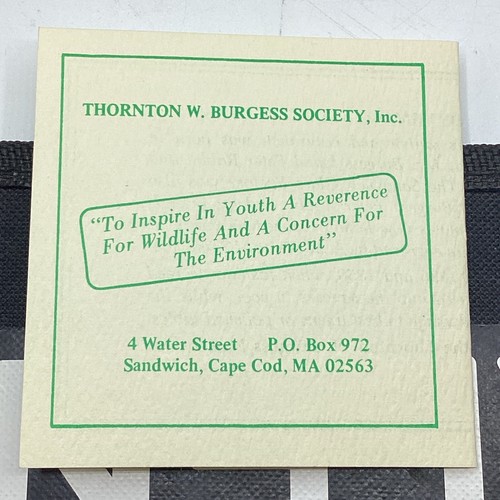 THORNTON W. BURGESS SOCIETY, Inc.
"To Inspire In Youth A Reverence
For Wildlife And A Concern For
The Environment"
4 Water Street P.O. Box 972
Sandwich, Cape Cod, MA 02563